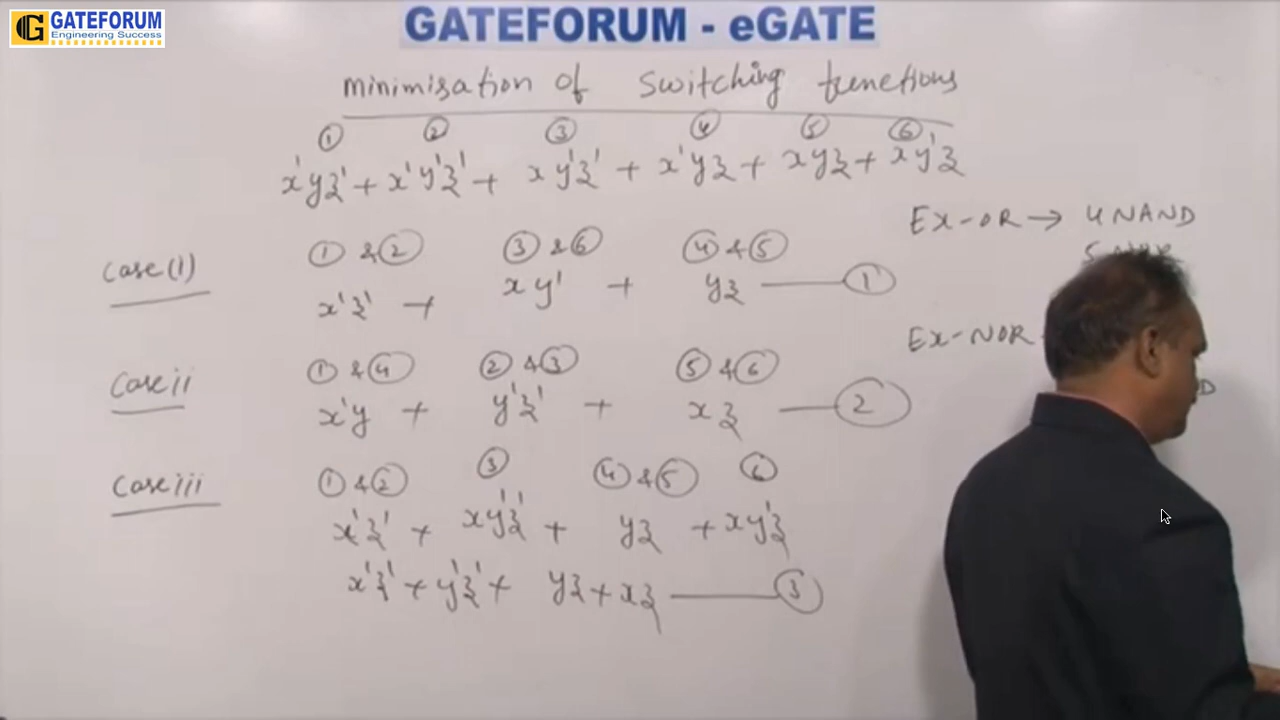 GATEFORUM
Engineering Success
GATEFORUM - eGATE
minimisation of switching functions
① ② ③ ④ ⑤ ⑥
x'yz' + x'y'z' + xy'z' + x'yz + xyz + xy'z
Ex-OR → 4 NAND
Case(1) ① & ② ③ & ⑥ ④ & ⑤
x'z' + xy' + yz — ①
Ex-NOR
Case ii ① & ④ ② & ③ ⑤ & ⑥
x'y + y'z' + xz — ②
Case iii ① & ② ③ ④ & ⑤ ⑥
x'z' + xy'z' + yz + xy'z
x'z' + y'z' + yz + xz — ③